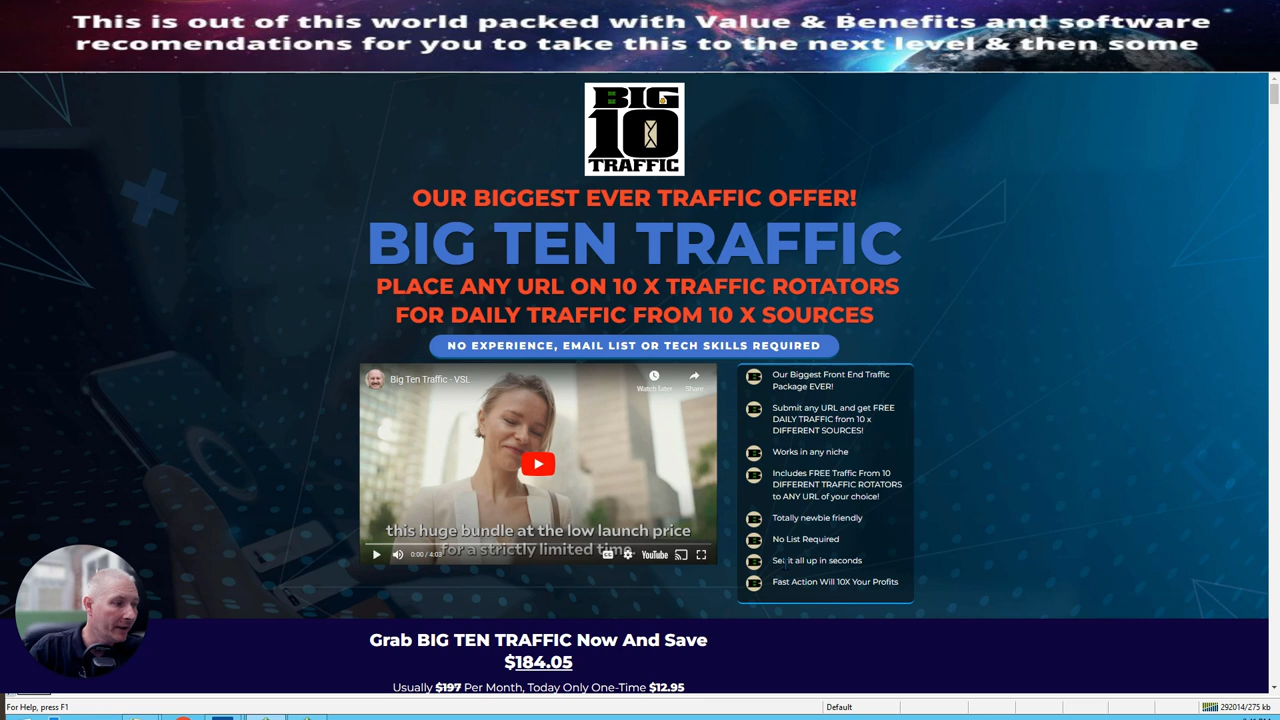 This is out of this world packed with Value & Benefits and software
recomendations for you to take this to the next level & then some
BIG
10
TRAFFIC
OUR BIGGEST EVER TRAFFIC OFFER!
BIG TEN TRAFFIC
PLACE ANY URL ON 10 X TRAFFIC ROTATORS
FOR DAILY TRAFFIC FROM 10 X SOURCES
NO EXPERIENCE, EMAIL LIST OR TECH SKILLS REQUIRED
Big Ten Traffic - VSL
Watch later
Share
this huge bundle at the low launch price
for a strictly limited time.
0:00 / 4:03
CC
YouTube
Our Biggest Front End Traffic
Package EVER!
Submit any URL and get FREE
DAILY TRAFFIC from 10 x
DIFFERENT SOURCES!
Works in any niche
Includes FREE Traffic From 10
DIFFERENT TRAFFIC ROTATORS
to ANY URL of your choice!
Totally newbie friendly
No List Required
Set it all up in seconds
Fast Action Will 10X Your Profits
Grab BIG TEN TRAFFIC Now And Save
$184.05
Usually $197 Per Month, Today Only One-Time $12.95
For Help, press F1
Default
292014/275 kb